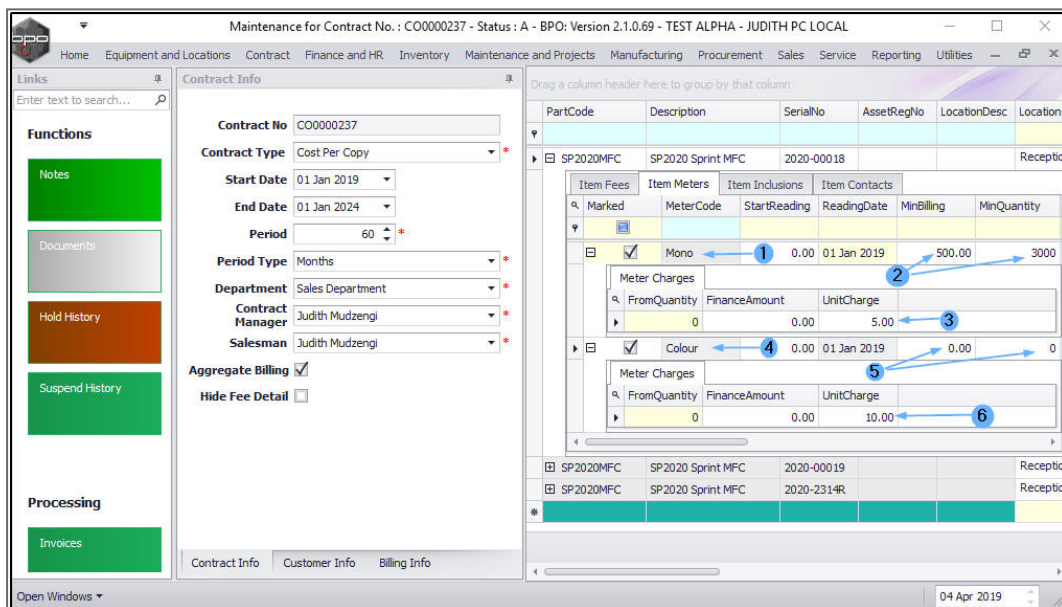 Maintenance for Contract No. : CO0000237 - Status : A - BPO: Version 2.1.0.69 - TEST ALPHA - JUDITH PC LOCAL
bpo
Home Equipment and Locations Contract Finance and HR Inventory Maintenance and Projects Manufacturing Procurement Sales Service Reporting Utilities
Links
Enter text to search...
Functions
Notes
Documents
Hold History
Suspend History
Processing
Invoices
Contract Info
Contract No CO0000237
Contract Type Cost Per Copy *
Start Date 01 Jan 2019
End Date 01 Jan 2024
Period 60 *
Period Type Months *
Department Sales Department *
Contract Manager Judith Mudzengi *
Salesman Judith Mudzengi *
Aggregate Billing
Hide Fee Detail
Contract Info Customer Info Billing Info
Drag a column header here to group by that column
PartCode Description SerialNo AssetRegNo LocationDesc Location
SP2020MFC SP2020 Sprint MFC 2020-00018 Receptic
Item Fees Item Meters Item Inclusions Item Contacts
Marked MeterCode StartReading ReadingDate MinBilling MinQuantity
Mono 1 0.00 01 Jan 2019 500.00 3000
2
Meter Charges
FromQuantity FinanceAmount UnitCharge
0 0.00 5.00 3
Colour 4 0.00 01 Jan 2019 0.00 0
5
Meter Charges
FromQuantity FinanceAmount UnitCharge
0 0.00 10.00 6
SP2020MFC SP2020 Sprint MFC 2020-00019 Receptic
SP2020MFC SP2020 Sprint MFC 2020-2314R Receptic
Open Windows 04 Apr 2019